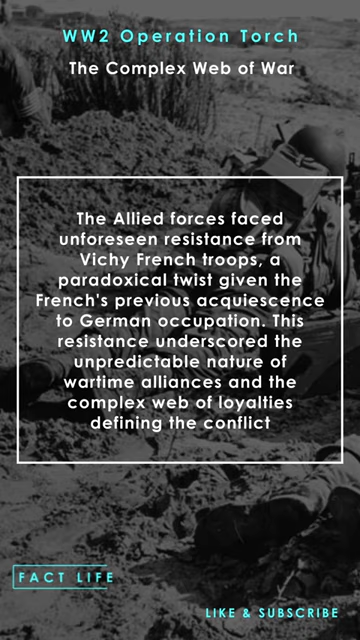 WW2 Operation Torch
The Complex Web of War
The Allied forces faced
unforeseen resistance from
Vichy French troops, a
paradoxical twist given the
French's previous acquiescence
to German occupation. This
resistance underscored the
unpredictable nature of
wartime alliances and the
complex web of loyalties
defining the conflict
FACT LIFE
LIKE & SUBSCRIBE